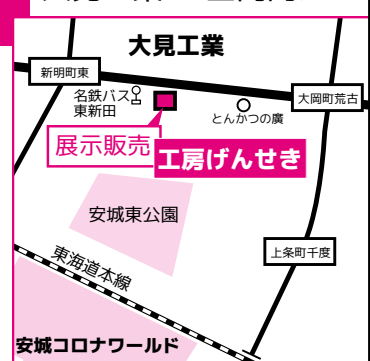 大見工業
新明町東
名鉄バス
東新田
大岡町荒古
とんかつの廣
展示販売
工房げんせき
安城東公園
東海道本線
上条町千度
安城コロナワールド